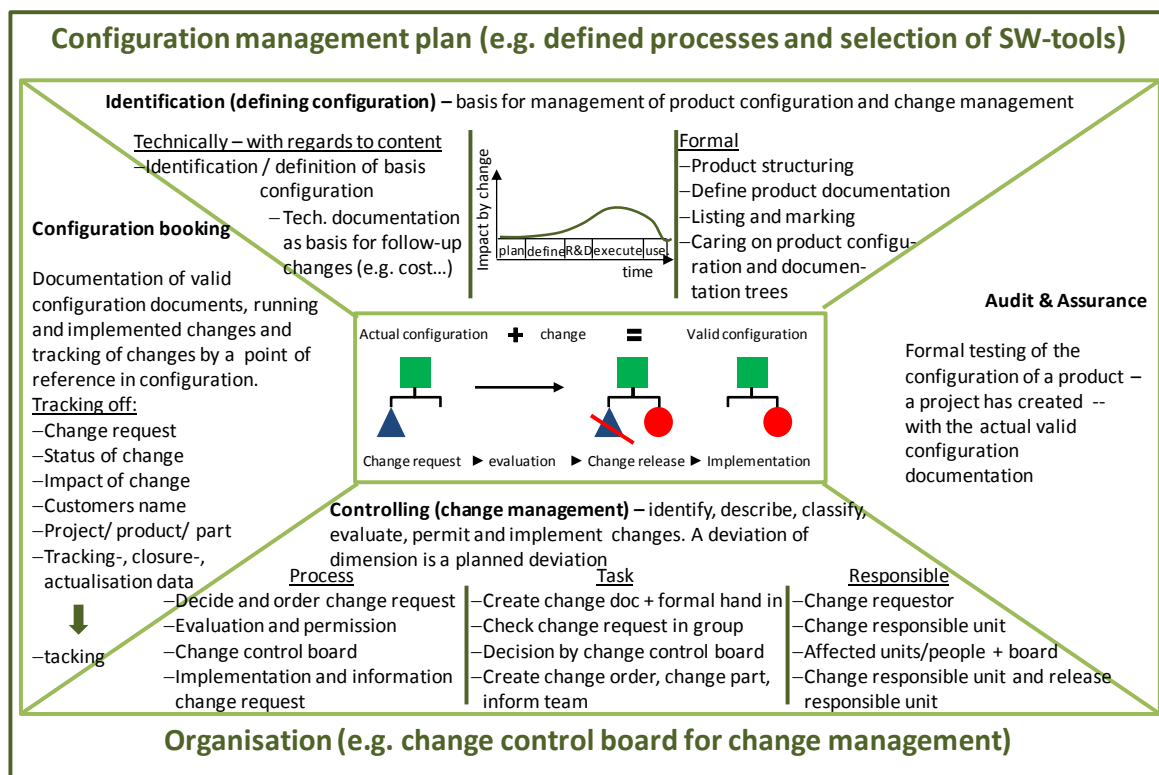 Configuration management plan (e.g. defined processes and selection of SW-tools)
Identification (defining configuration) – basis for management of product configuration and change management
Technically – with regards to content
–Identification / definition of basis
configuration
–Tech. documentation
as basis for follow-up
changes (e.g. cost…)
Impact by change
plan
define
R&D
execute
use
time
Formal
–Product structuring
–Define product documentation
–Listing and marking
–Caring on product configu-
ration and documen-
tation trees
Configuration booking
Documentation of valid
configuration documents, running
and implemented changes and
tracking of changes by a point of
reference in configuration.
Tracking off:
–Change request
–Status of change
–Impact of change
–Customers name
–Project/ product/ part
–Tracking-, closure-,
actualisation data
–tacking
Actual configuration + change = Valid configuration
Change request ► evaluation ► Change release ► Implementation
Audit & Assurance
Formal testing of the
configuration of a product –
a project has created --
with the actual valid
configuration
documentation
Controlling (change management) – identify, describe, classify,
evaluate, permit and implement changes. A deviation of
dimension is a planned deviation
Process
–Decide and order change request
–Evaluation and permission
–Change control board
–Implementation and information
change request
Task
–Create change doc + formal hand in
–Check change request in group
–Decision by change control board
–Create change order, change part,
inform team
Responsible
–Change requestor
–Change responsible unit
–Affected units/people + board
–Change responsible unit and release
responsible unit
Organisation (e.g. change control board for change management)